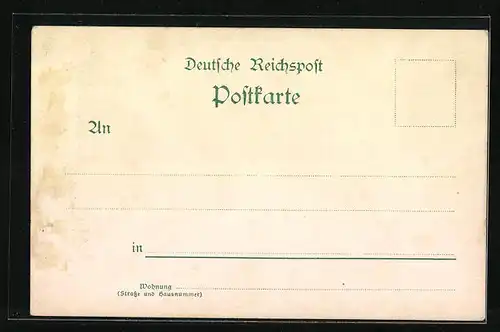 Deutsche Reichspost
Postkarte
An
in
Wohnung
(Straße und Hausnummer)